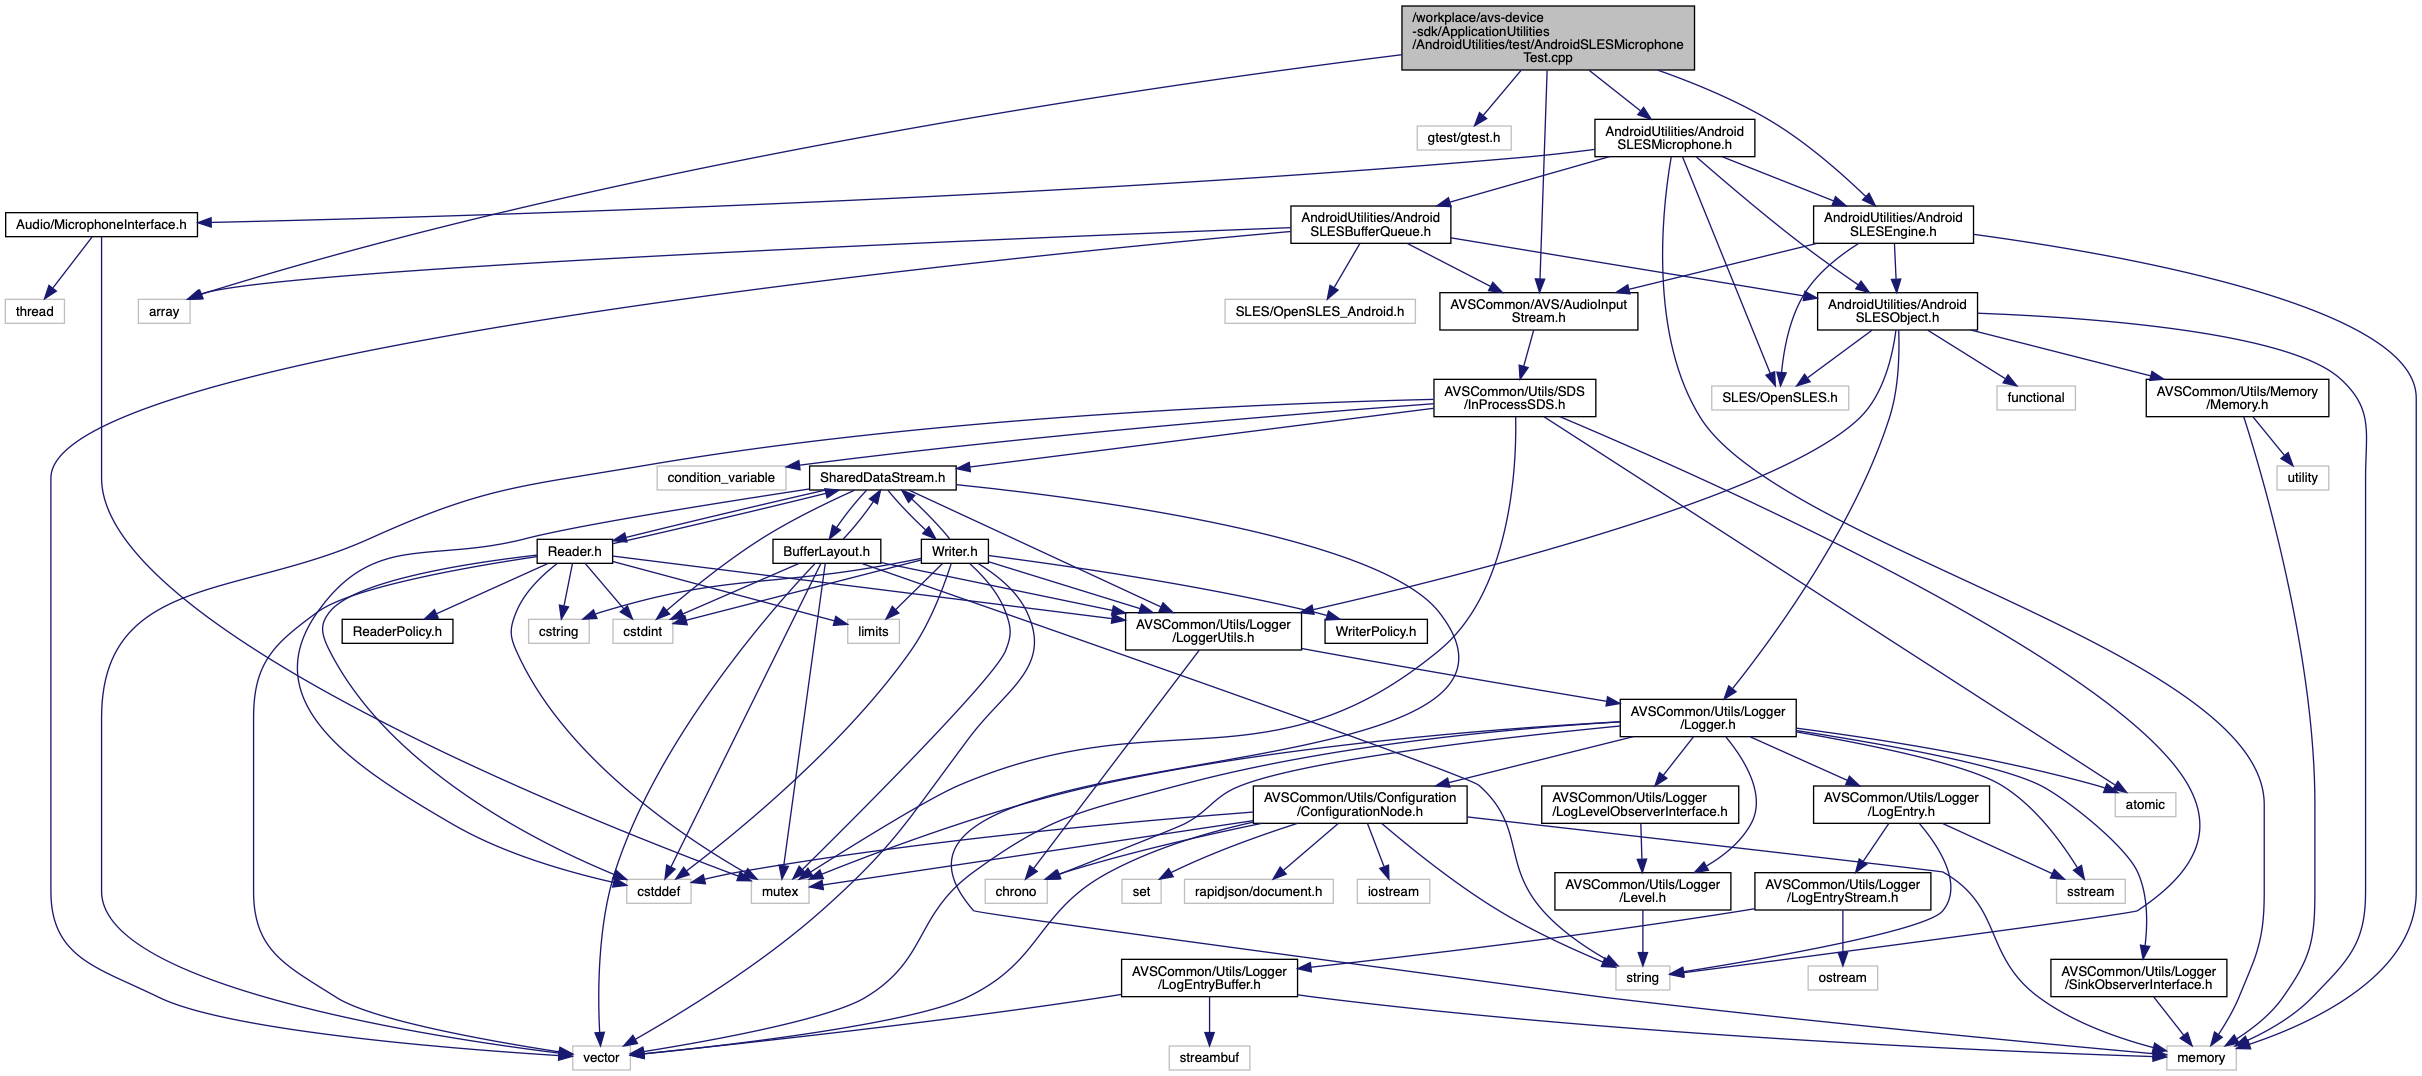 /workplace/avs-device
-sdk/ApplicationUtilities
/AndroidUtilities/test/AndroidSLESMicrophone
Test.cpp
gtest/gtest.h
AndroidUtilities/Android
SLESMicrophone.h
Audio/MicrophoneInterface.h
AndroidUtilities/Android
SLESBufferQueue.h
AndroidUtilities/Android
SLESEngine.h
thread
array
SLES/OpenSLES_Android.h
AVSCommon/AVS/AudioInput
Stream.h
AndroidUtilities/Android
SLESObject.h
AVSCommon/Utils/SDS
/InProcessSDS.h
SLES/OpenSLES.h
functional
AVSCommon/Utils/Memory
/Memory.h
condition_variable
SharedDataStream.h
utility
Reader.h
BufferLayout.h
Writer.h
ReaderPolicy.h
cstring
cstdint
limits
AVSCommon/Utils/Logger
/LoggerUtils.h
WriterPolicy.h
AVSCommon/Utils/Logger
/Logger.h
AVSCommon/Utils/Configuration
/ConfigurationNode.h
AVSCommon/Utils/Logger
/LogLevelObserverInterface.h
AVSCommon/Utils/Logger
/LogEntry.h
atomic
cstddef
mutex
chrono
set
rapidjson/document.h
iostream
AVSCommon/Utils/Logger
/Level.h
AVSCommon/Utils/Logger
/LogEntryStream.h
sstream
AVSCommon/Utils/Logger
/LogEntryBuffer.h
string
ostream
AVSCommon/Utils/Logger
/SinkObserverInterface.h
vector
streambuf
memory